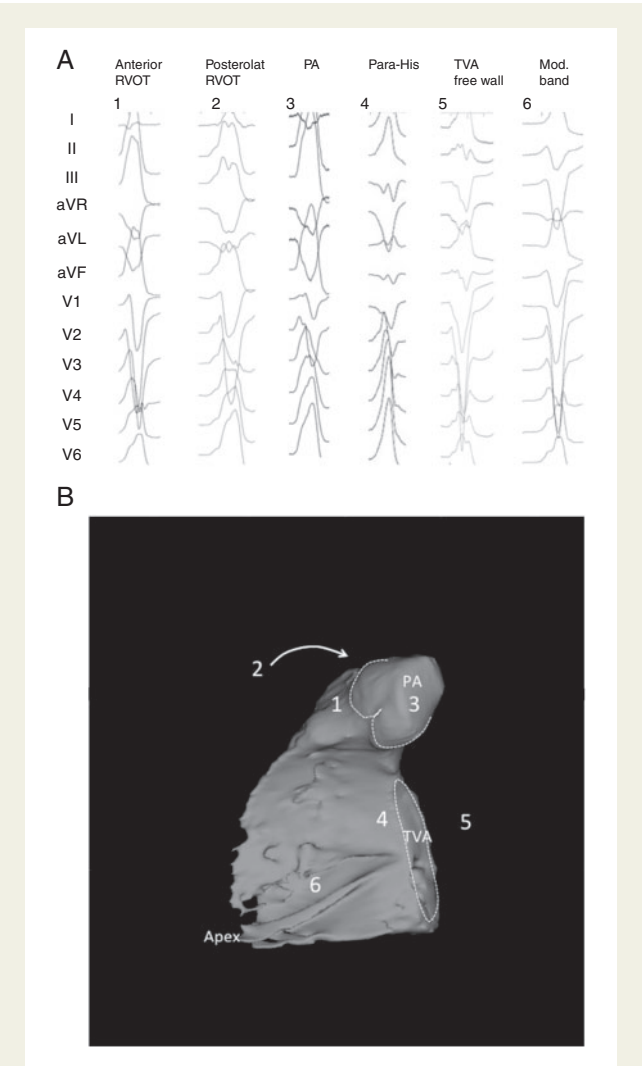 A
Anterior
RVOT
Posterolat
RVOT
PA
Para-His
TVA
free wall
Mod.
band
1
2
3
4
5
6
I
II
III
aVR
aVL
aVF
V1
V2
V3
V4
V5
V6
B
2
PA
1
3
4
5
TVA
6
Apex